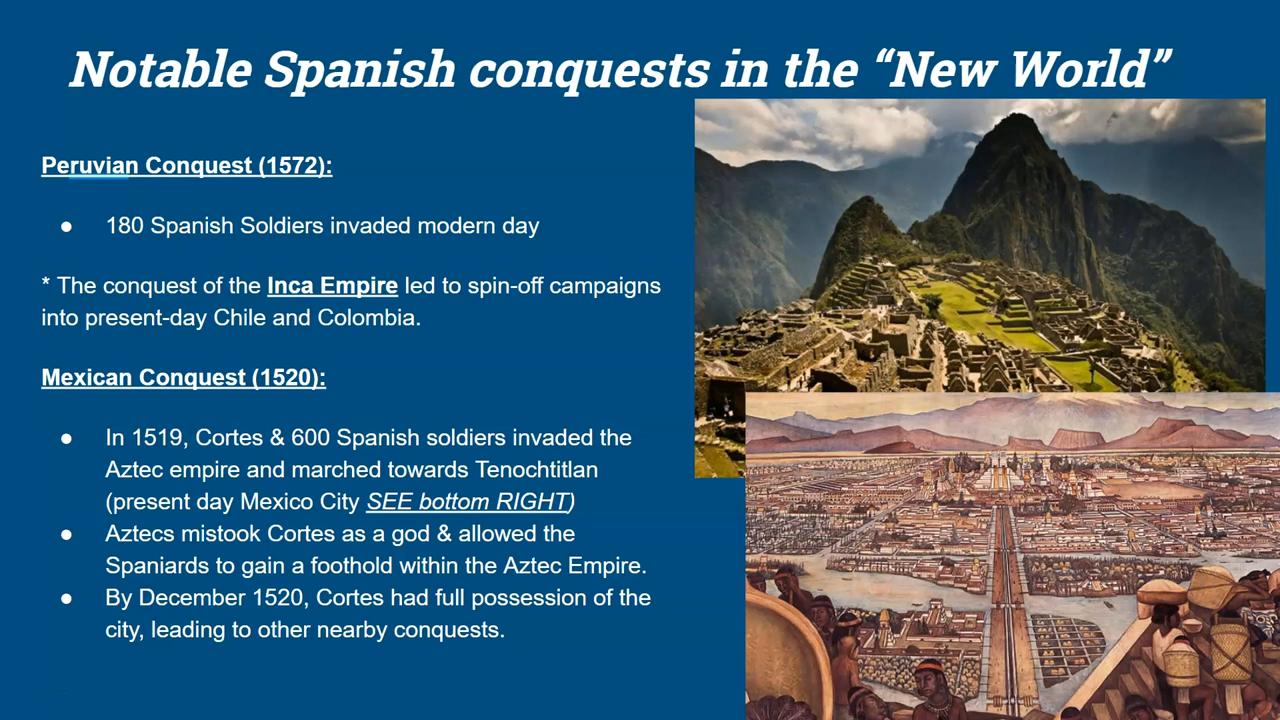 Notable Spanish conquests in the “New World”
Peruvian Conquest (1572):
● 180 Spanish Soldiers invaded modern day
* The conquest of the Inca Empire led to spin-off campaigns
into present-day Chile and Colombia.
Mexican Conquest (1520):
● In 1519, Cortes & 600 Spanish soldiers invaded the
Aztec empire and marched towards Tenochtitlan
(present day Mexico City SEE bottom RIGHT)
● Aztecs mistook Cortes as a god & allowed the
Spaniards to gain a foothold within the Aztec Empire.
● By December 1520, Cortes had full possession of the
city, leading to other nearby conquests.